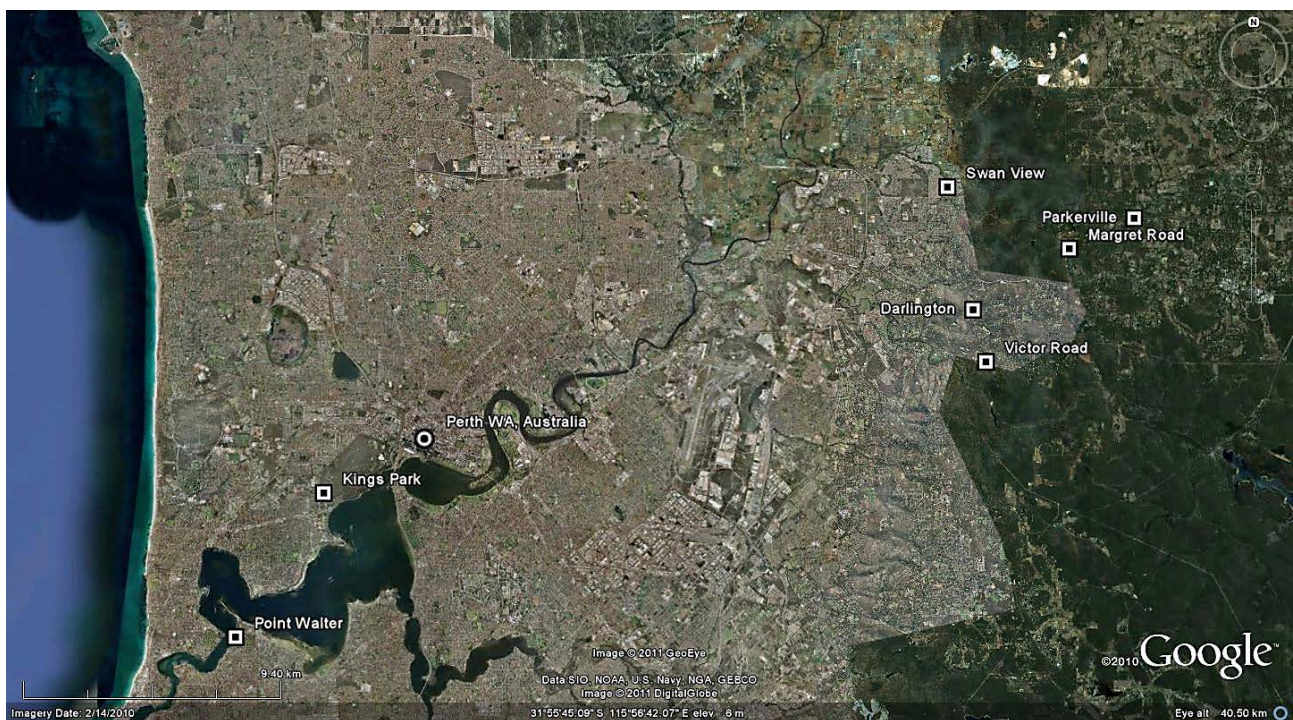 N
Swan View
Parkerville
Margret Road
Darlington
Victor Road
Perth WA, Australia
Kings Park
Point Walter
9.40 km
Image © 2011 GeoEye
Data SIO, NOAA, U.S. Navy, NGA, GEBCO
Image © 2011 DigitalGlobe
©2010 Google™
Imagery Date: 2/14/2010
31°55'45.09" S 115°56'42.07" E elev 6 m
Eye alt 40.50 km